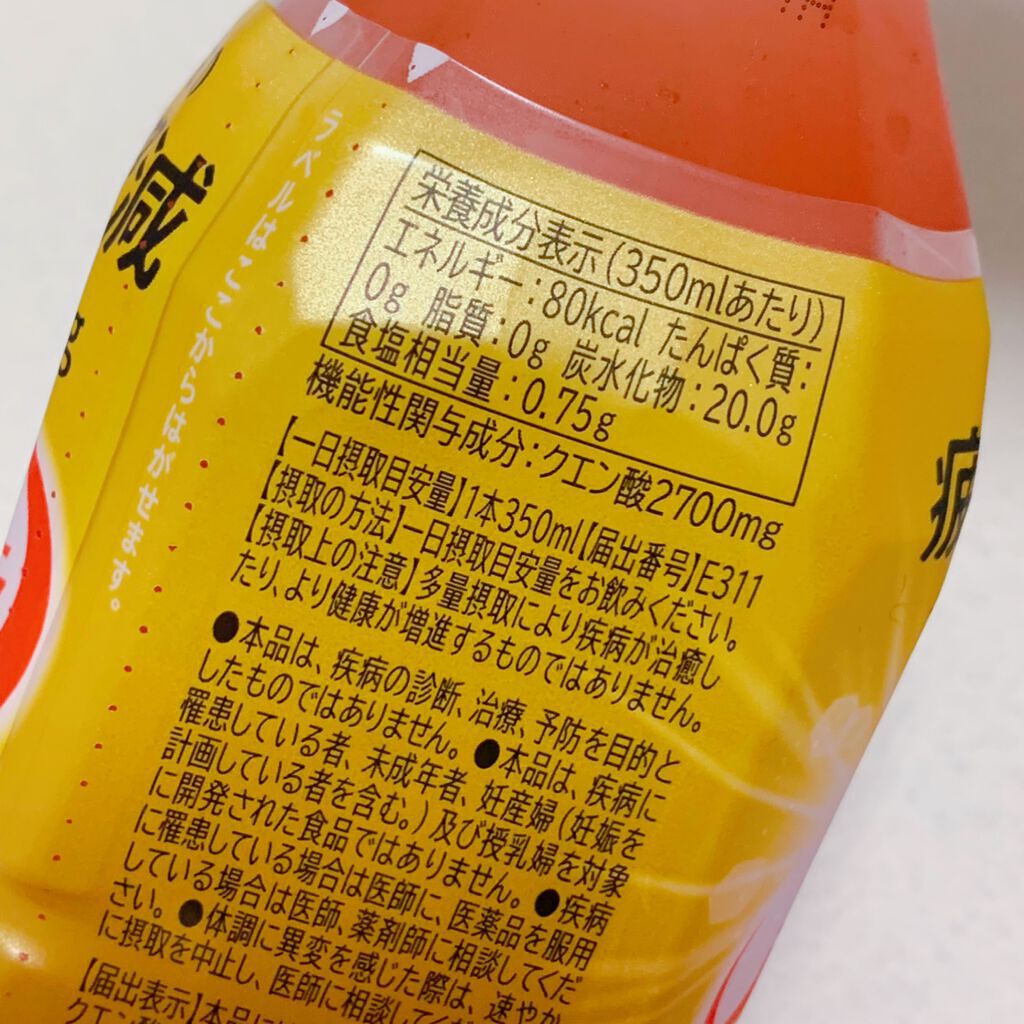 減
g
ラベルはここからはがせます。
栄養成分表示(350mlあたり)
エネルギー:80kcal たんぱく質:
0g 脂質:0g 炭水化物:20.0g
食塩相当量:0.75g
機能性関与成分:クエン酸2700mg
【一日摂取目安量】1本350ml【届出番号】E311
【摂取の方法】一日摂取目安量をお飲みください。
【摂取上の注意】多量摂取により疾病が治癒し
たり、より健康が増進するものではありません。
●本品は、疾病の診断、治療、予防を目的と
したものではありません。●本品は、疾病に
罹患している者、未成年者、妊産婦(妊娠を
計画している者を含む。)及び授乳婦を対象
に開発された食品ではありません。●疾病
に罹患している場合は医師に、医薬品を服用
している場合は医師、薬剤師に相談してくだ
さい。●体調に異変を感じた際は、速やか
に摂取を中止し、医師に相談してくだ
【届出表示】本品に
クエン酸